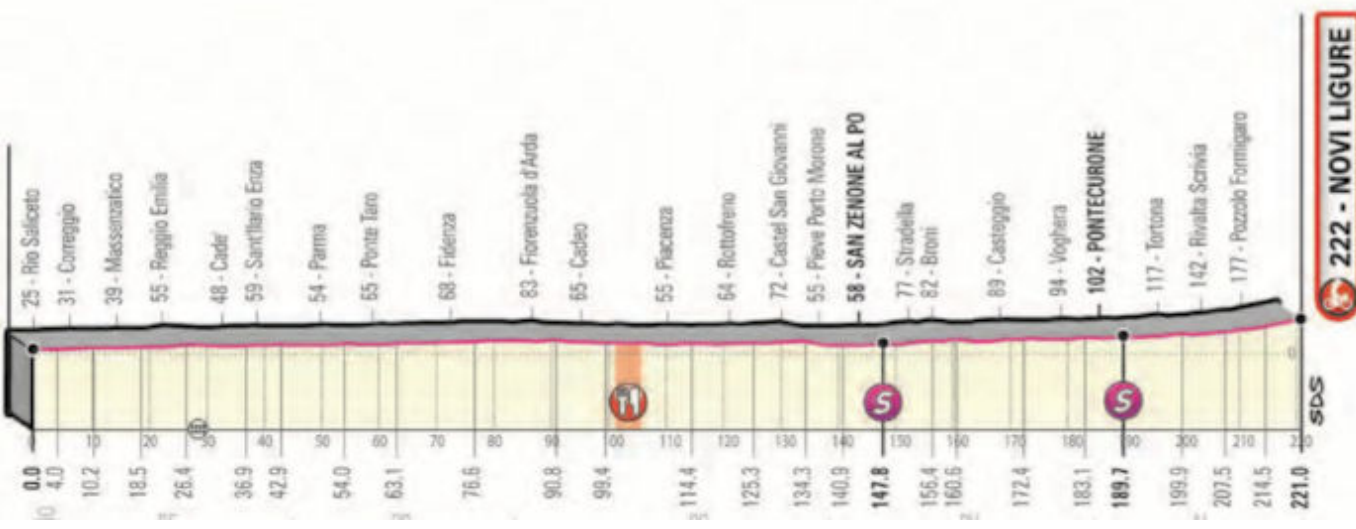 25 - Rio Saliceto
31 - Correggio
39 - Massenzatico
55 - Reggio Emilia
48 - Cade'
59 - Sant'Ilario Enza
54 - Parma
65 - Ponte Taro
68 - Fidenza
83 - Fiorenzuola d'Arda
65 - Cadeo
55 - Piacenza
64 - Rottofreno
72 - Castel San Giovanni
55 - Pieve Porto Morone
58 - SAN ZENONE AL PO
77 - Stradella
82 - Broni
89 - Casteggio
94 - Voghera
102 - PONTECURONE
117 - Tortona
142 - Rivalta Scrivia
177 - Pozzolo Formigaro
222 - NOVI LIGURE
S
S
SDS
0 10 20 30 40 50 60 70 80 90 100 110 120 130 140 150 160 170 180 190 200 210
0.0
4.0
10.2
18.5
26.4
36.9
42.9
54.0
63.1
76.6
90.8
99.4
114.4
125.3
134.3
140.9
147.8
156.4
160.6
172.4
183.1
189.7
199.9
207.5
214.5
221.0